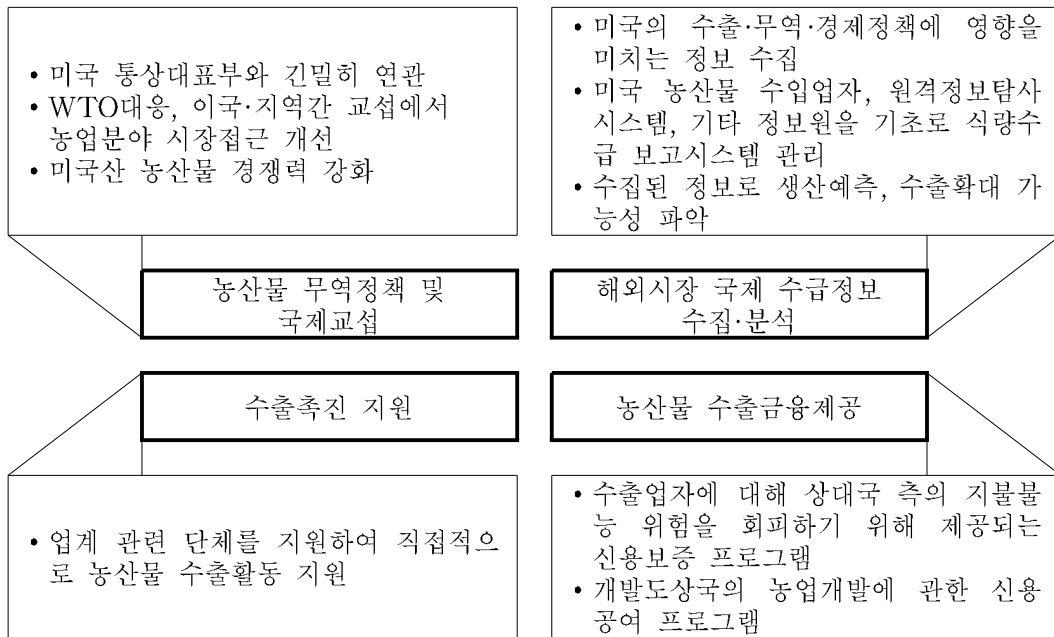 • 미국 통상대표부와 긴밀히 연관
• WTO대응, 이국·지역간 교섭에서
농업분야 시장접근 개선
• 미국산 농산물 경쟁력 강화
• 미국의 수출·무역·경제정책에 영향을
미치는 정보 수집
• 미국 농산물 수입업자, 원격정보탐사
시스템, 기타 정보원을 기초로 식량수
급 보고시스템 관리
• 수집된 정보로 생산예측, 수출확대 가
능성 파악
농산물 무역정책 및
국제교섭
해외시장 국제 수급정보
수집·분석
수출촉진 지원
농산물 수출금융제공
• 업계 관련 단체를 지원하여 직접적으
로 농산물 수출활동 지원
• 수출업자에 대해 상대국 측의 지불불
능 위험을 회피하기 위해 제공되는
신용보증 프로그램
• 개발도상국의 농업개발에 관한 신용
공여 프로그램